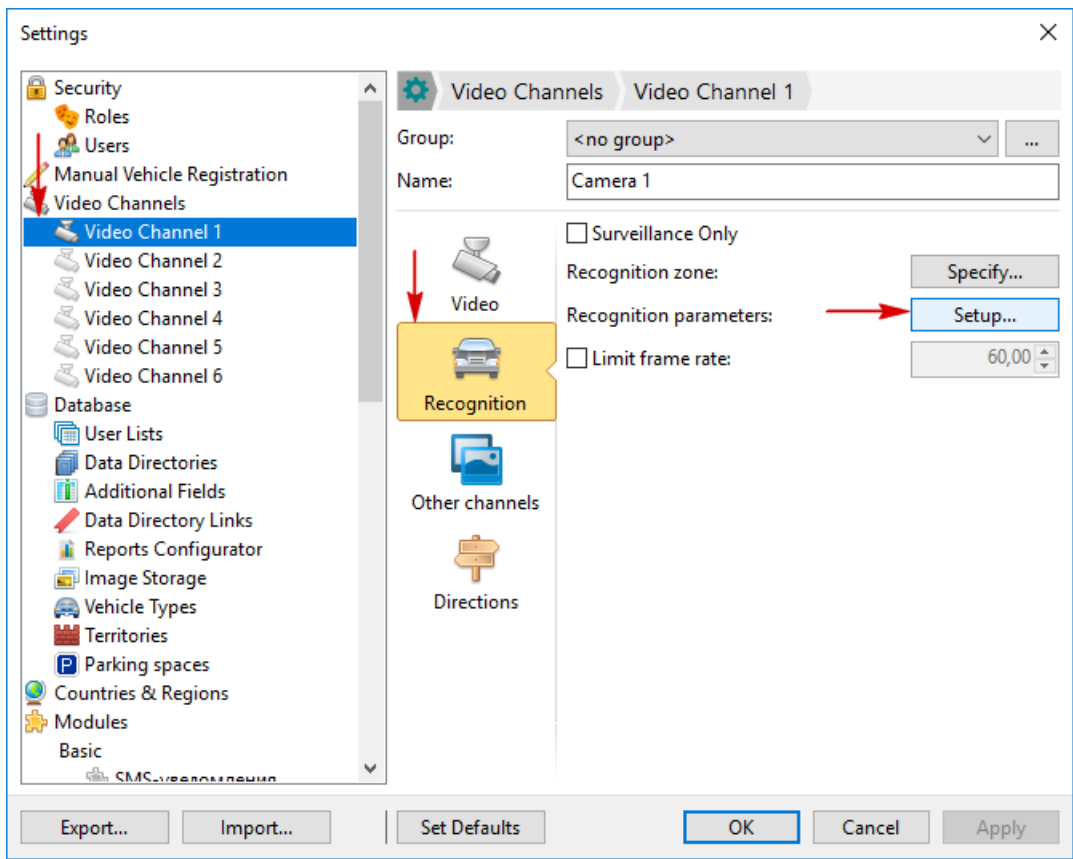 Settings
Security
Roles
Users
Manual Vehicle Registration
Video Channels
Video Channel 1
Video Channel 2
Video Channel 3
Video Channel 4
Video Channel 5
Video Channel 6
Database
User Lists
Data Directories
Additional Fields
Data Directory Links
Reports Configurator
Image Storage
Vehicle Types
Territories
P Parking spaces
Countries & Regions
Modules
Basic
SMS-уведомления
Video Channels Video Channel 1
Group: <no group> ...
Name: Camera 1
Video
Recognition
Other channels
Directions
Surveillance Only
Recognition zone: Specify...
Recognition parameters: Setup...
Limit frame rate: 60,00
Export... Import... Set Defaults OK Cancel Apply